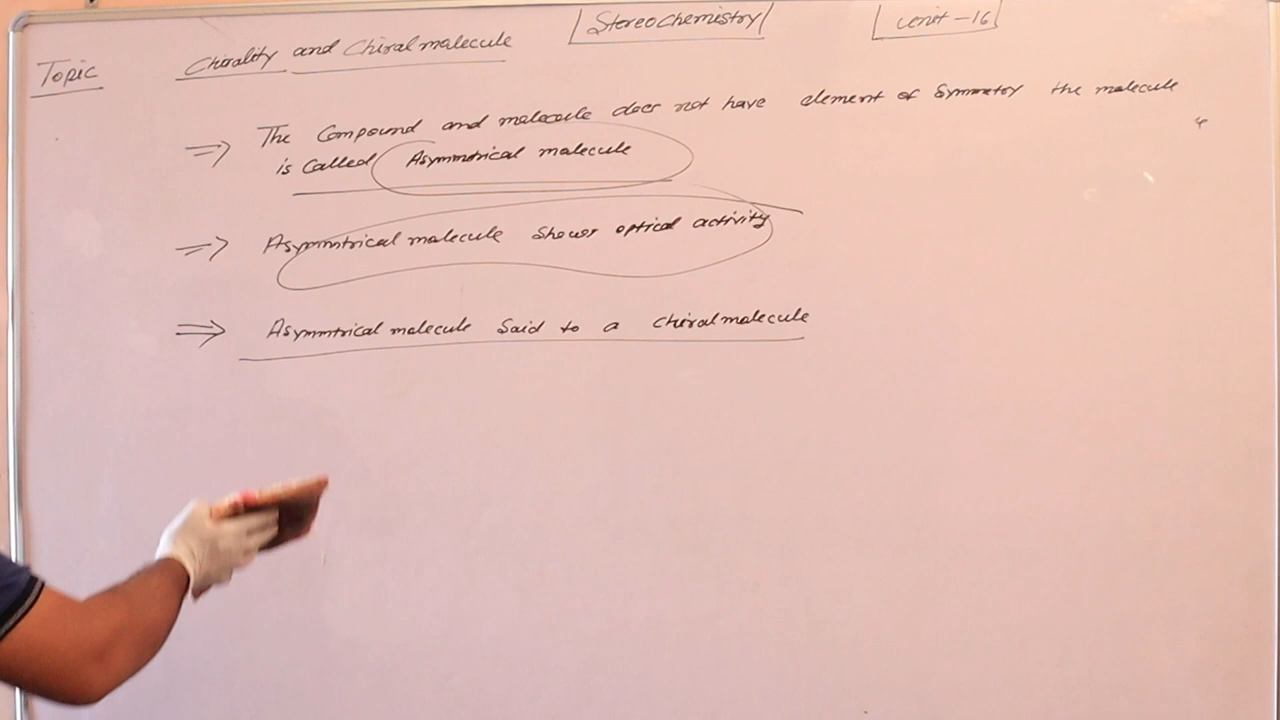 Stereochemistry
Unit-16
Topic Chirality and Chiral molecule
⇒ The Compound and molecule does not have element of Symmetry the molecule
is Called Asymmetrical molecule
⇒ Asymmtrical molecule shows optical activity
⇒ Asymmtrical molecule Said to a chiral molecule